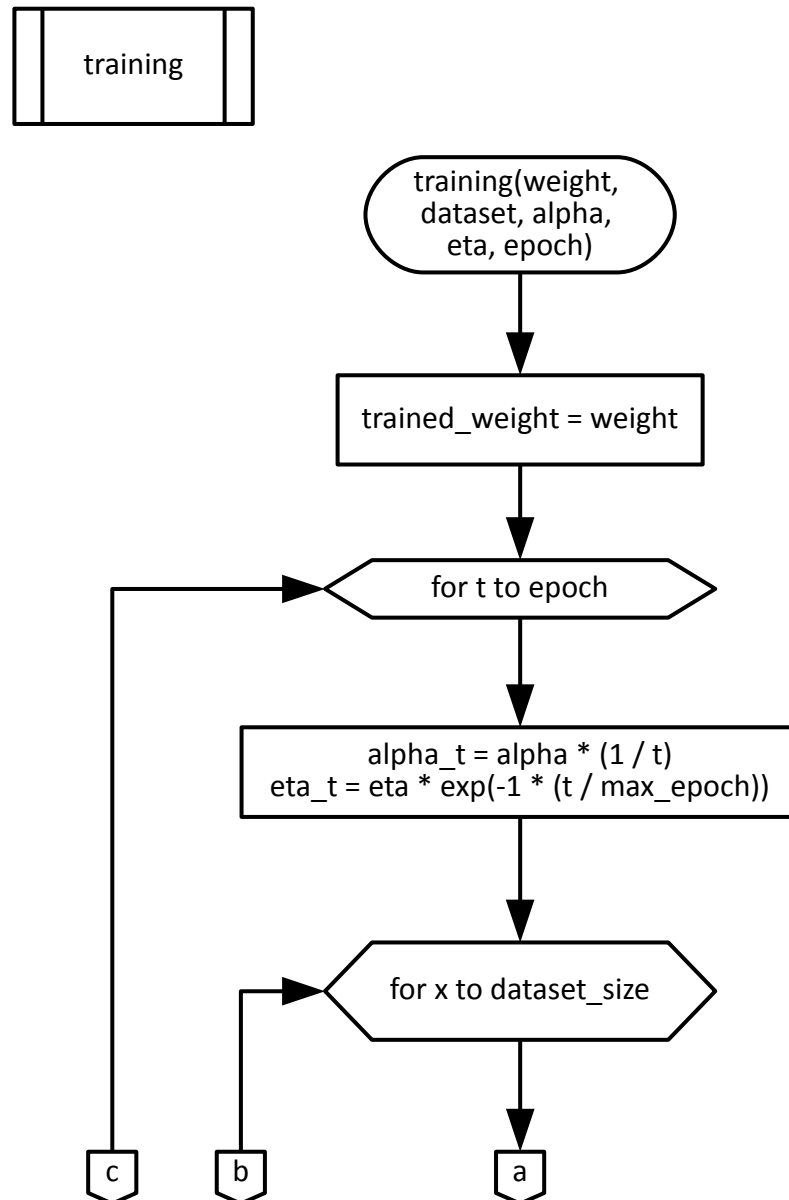 training
training(weight,
dataset, alpha,
eta, epoch)
trained_weight = weight
for t to epoch
alpha_t = alpha * (1 / t)
eta_t = eta * exp(-1 * (t / max_epoch))
for x to dataset_size
c
b
a